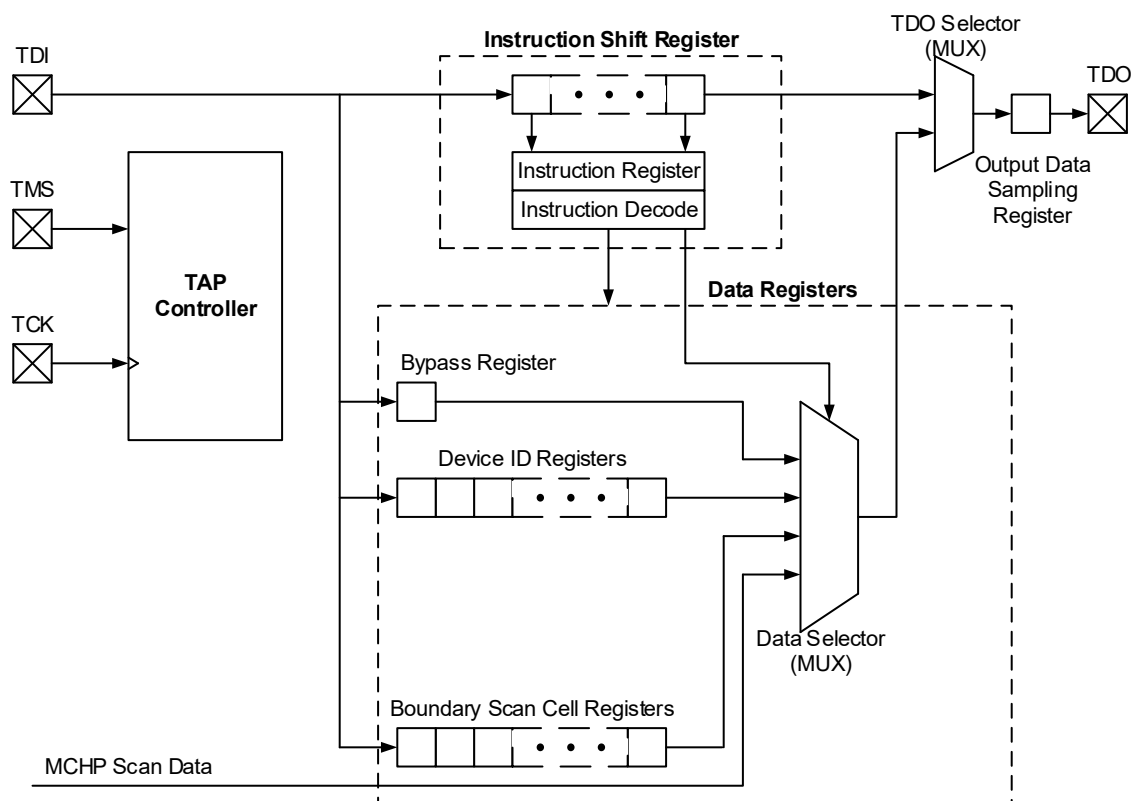 TDI
Instruction Shift Register
TDO Selector
(MUX)
TDO
TMS
Instruction Register
Instruction Decode
Output Data
Sampling
Register
TAP
Controller
TCK
Data Registers
Bypass Register
Device ID Registers
Data Selector
(MUX)
Boundary Scan Cell Registers
MCHP Scan Data